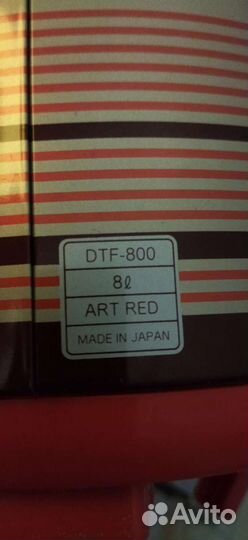 DTF-800
8ℓ
ART RED
MADE IN JAPAN
Avito